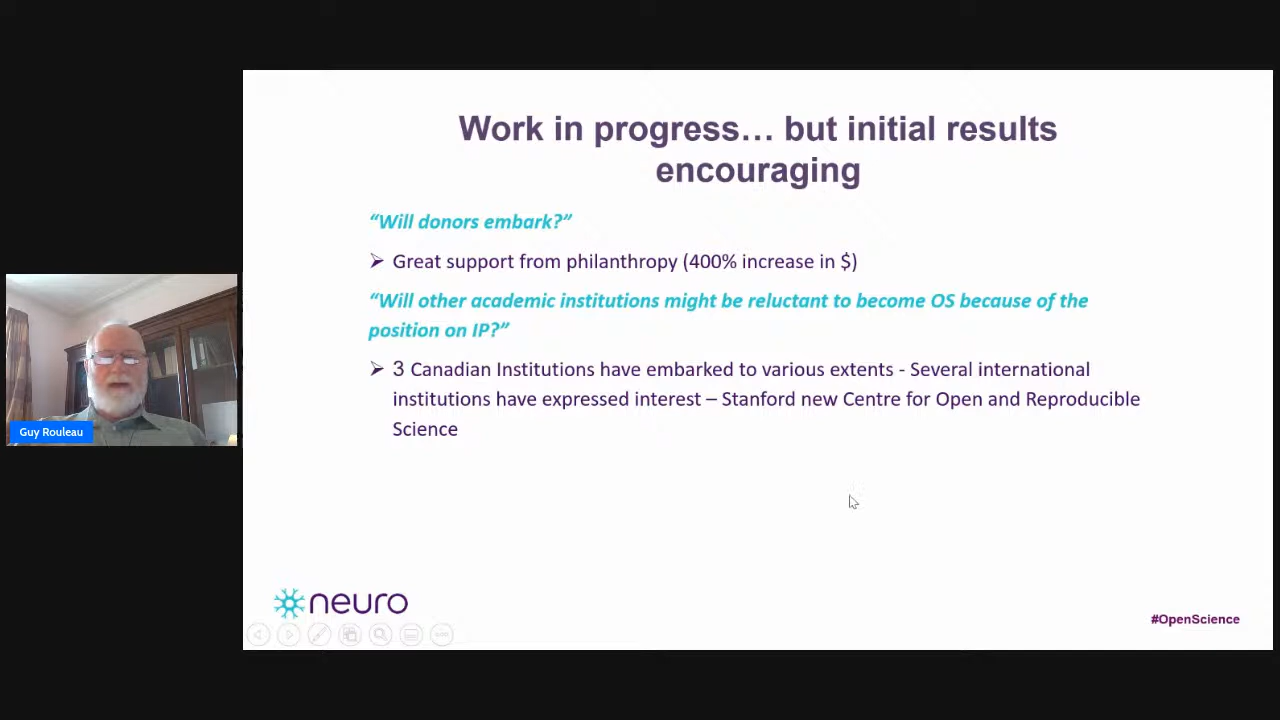 Work in progress… but initial results
encouraging
“Will donors embark?”
➢ Great support from philanthropy (400% increase in $)
“Will other academic institutions might be reluctant to become OS because of the
position on IP?”
➢ 3 Canadian Institutions have embarked to various extents - Several international
institutions have expressed interest – Stanford new Centre for Open and Reproducible
Science
Guy Rouleau
neuro
#OpenScience